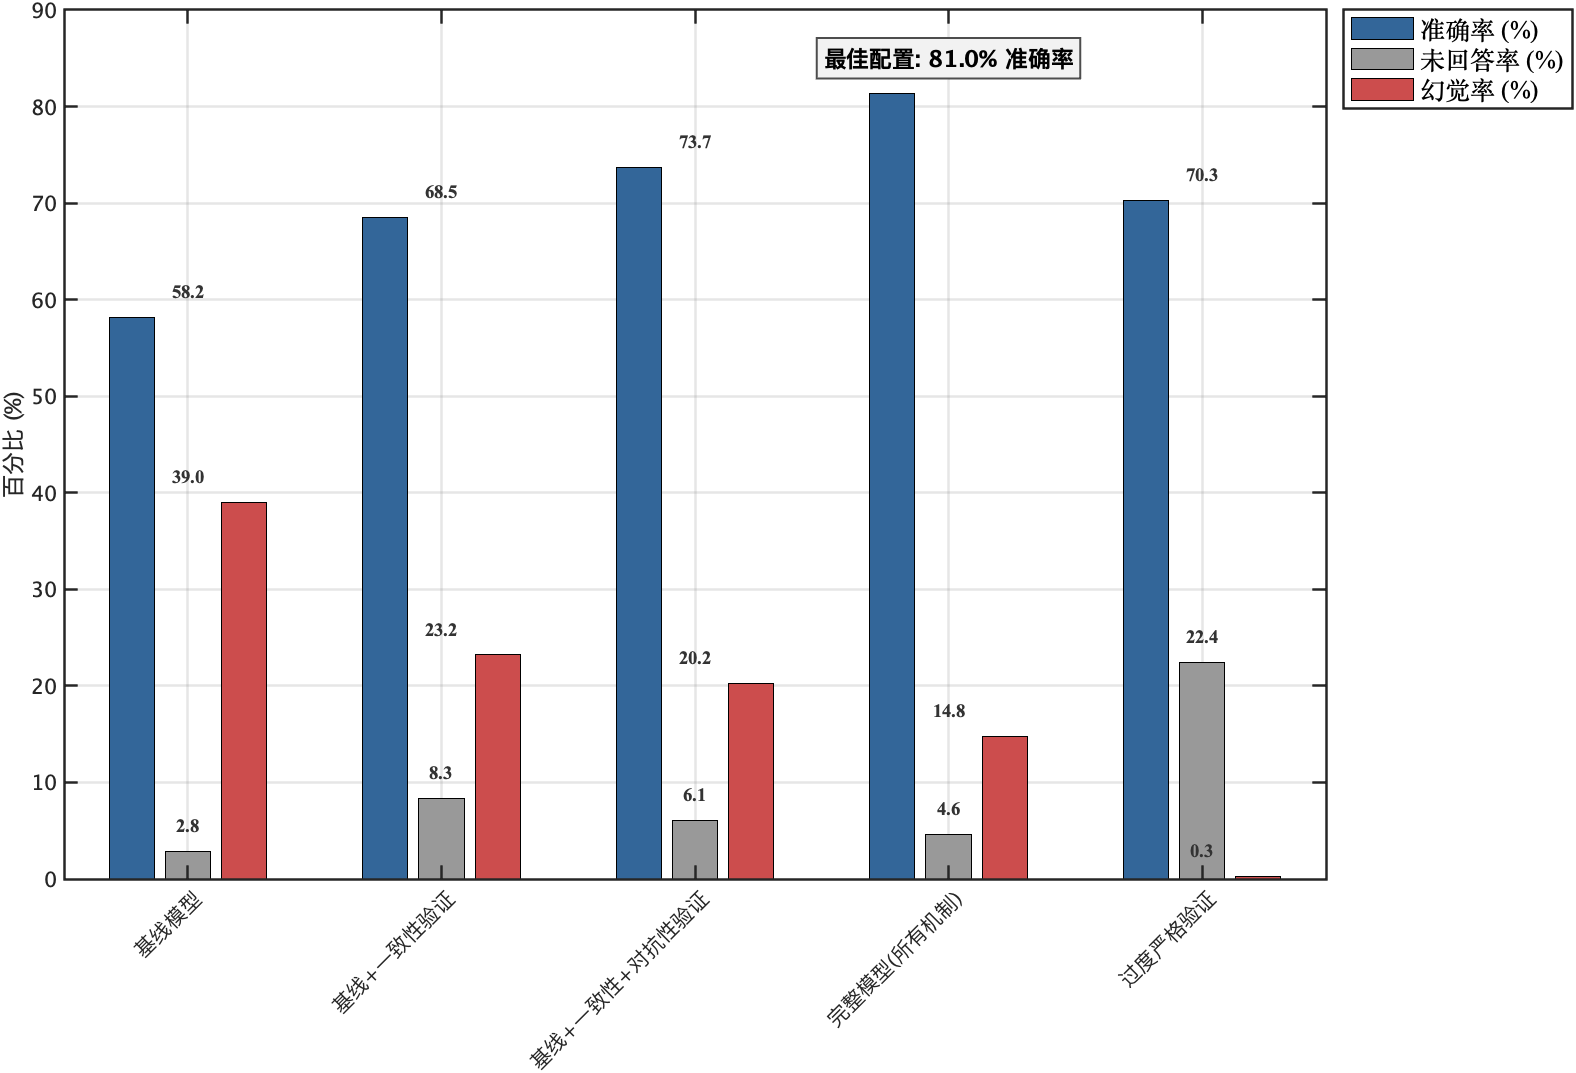 90
80
70
60
50
40
30
20
10
0
百分比 (%)
最佳配置: 81.0% 准确率
准确率 (%)
未回答率 (%)
幻觉率 (%)
58.2
2.8
39.0
68.5
8.3
23.2
73.7
6.1
20.2
4.6
14.8
70.3
22.4
0.3
基线模型
基线+一致性验证
基线+一致性+对抗性验证
完整模型(所有机制)
过度严格验证